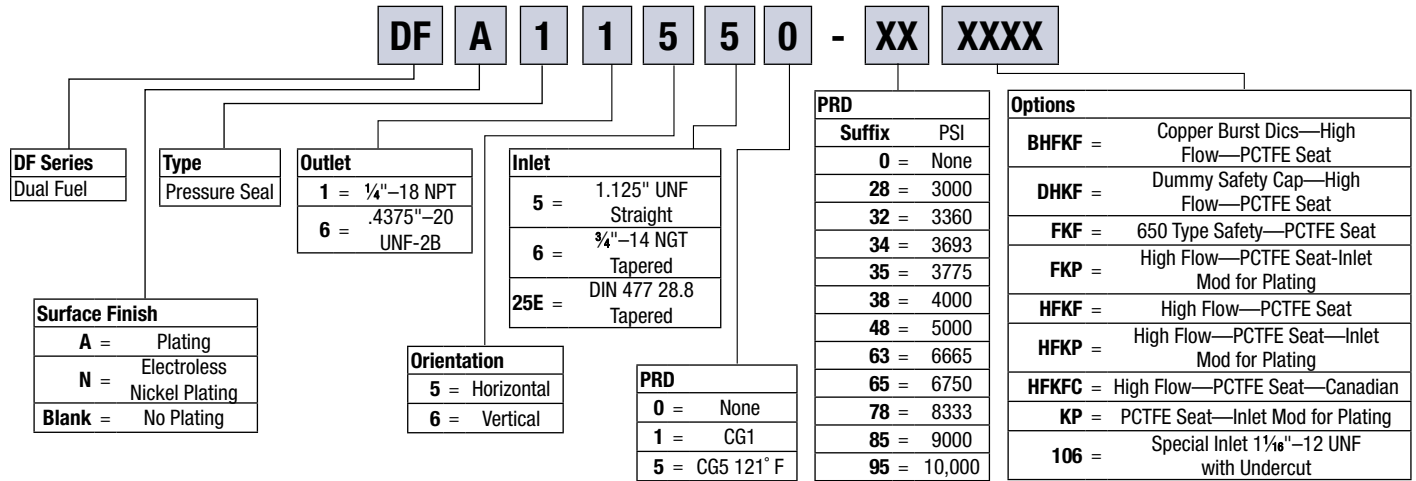 DF A 1 1 5 5 0 - XX XXXX
DF Series
Dual Fuel
Surface Finish
A = Plating
N = Electroless
Nickel Plating
Blank = No Plating
Type
Pressure Seal
Outlet
1 = ¼"–18 NPT
6 = .4375"–20
UNF-2B
Orientation
5 = Horizontal
6 = Vertical
Inlet
5 = 1.125" UNF
Straight
6 = ¾"–14 NGT
Tapered
25E = DIN 477 28.8
Tapered
PRD
0 = None
1 = CG1
5 = CG5 121˚ F
PRD
Suffix PSI
0 = None
28 = 3000
32 = 3360
34 = 3693
35 = 3775
38 = 4000
48 = 5000
63 = 6665
65 = 6750
78 = 8333
85 = 9000
95 = 10,000
Options
BHFKF = Copper Burst Dics—High
Flow—PCTFE Seat
DHKF = Dummy Safety Cap—High
Flow—PCTFE Seat
FKF = 650 Type Safety—PCTFE Seat
FKP = High Flow—PCTFE Seat-Inlet
Mod for Plating
HFKF = High Flow—PCTFE Seat
HFKP = High Flow—PCTFE Seat—Inlet
Mod for Plating
HFKFC = High Flow—PCTFE Seat—Canadian
KP = PCTFE Seat—Inlet Mod for Plating
106 = Special Inlet 1 1⁄16"–12 UNF
with Undercut